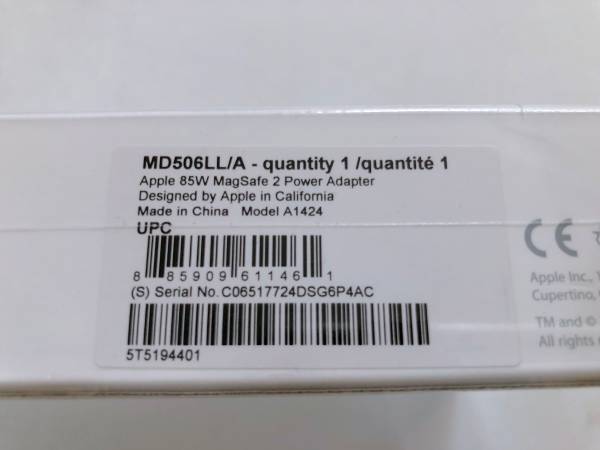 MD506LL/A - quantity 1 /quantité 1
Apple 85W MagSafe 2 Power Adapter
Designed by Apple in California
Made in China Model A1424
UPC
8 85909 61146 1
(S) Serial No. C06517724DSG6P4AC
5T5194401
CE
Apple Inc.,
Cupertino,
TM and ©
All rights